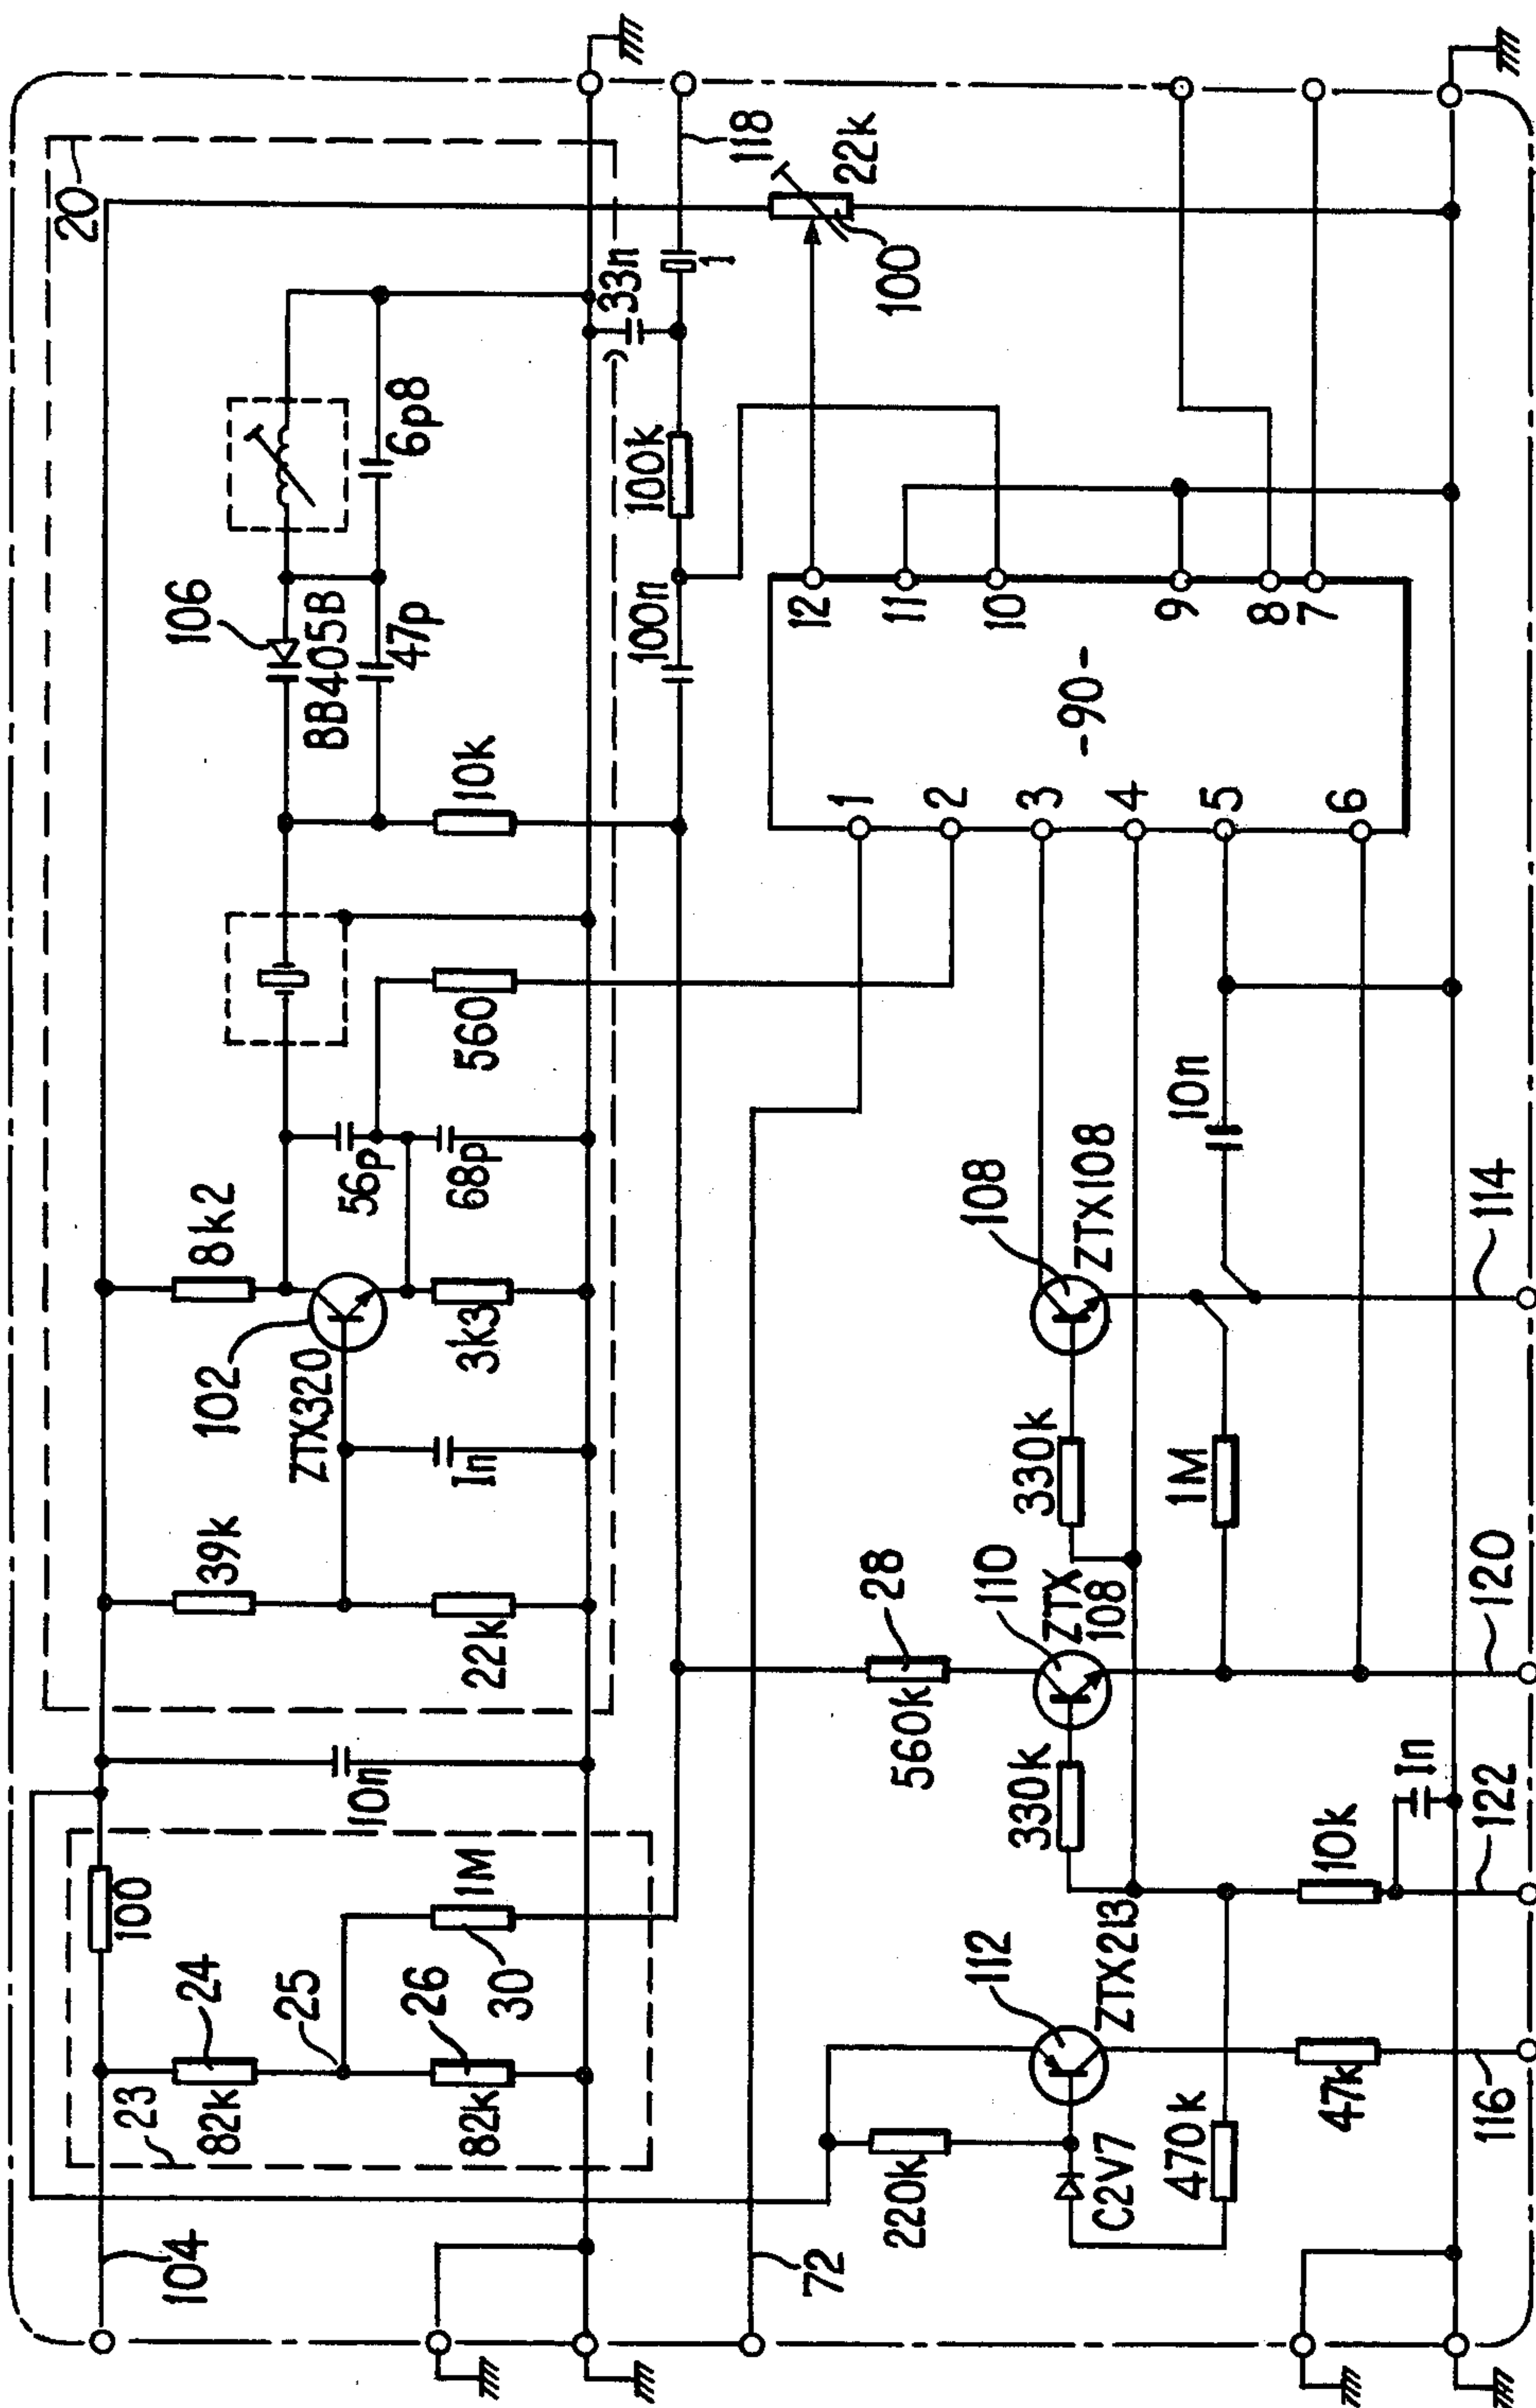 20
106
BB405B
6p8
47p
10k
560
56p
68p
8k2
102
ZTX320
3k3
1n
39k
22k
10n
100
24
25
1M
23
82k
26
82k
30
104
33n
118
1
100k
100n
22k
100
12
11
10
9
8
7
-90-
1
2
3
4
5
6
72
108
ZTX108
10n
114
330k
1M
28
560k
110
ZTX
108
120
330k
1n
122
10k
112
ZTX213
220k
C2V7
470k
47k
116